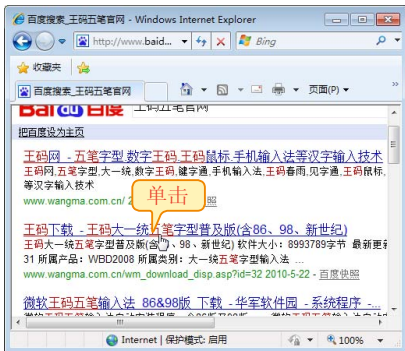 百度搜索_王码五笔官网 - Windows Internet Explorer
http://www.baid...
Bing
收藏夹
百度搜索_王码五笔官网
页面(P)
Bai du 百度 王码五笔官网
把百度设为主页
王码网 - 五笔字型,数字王码,王码鼠标,手机输入法等汉字输入技术
王码网,五笔字型,大一统,数字王码,键字通,手机输入法,王码春雨,见字通,王码鼠标,
等汉字输入技术
www.wangma.com.cn/ 2
单击
王码下载 - 王码大一统五笔字型普及版(含86、98、新世纪)
王码大一统五笔字型普及版(含、98、新世纪) 软件大小：8993789字节 最新更新
31 所属产品：WBD2008 所属类别：大一统五笔字型输入法 ...
www.wangma.com.cn/wm_download_disp.asp?id=32 2010-5-22 - 百度快照
微软王码五笔输入法 86&98版 下载 - 华军软件园 - 系统程序 -...
Internet | 保护模式: 启用
100%